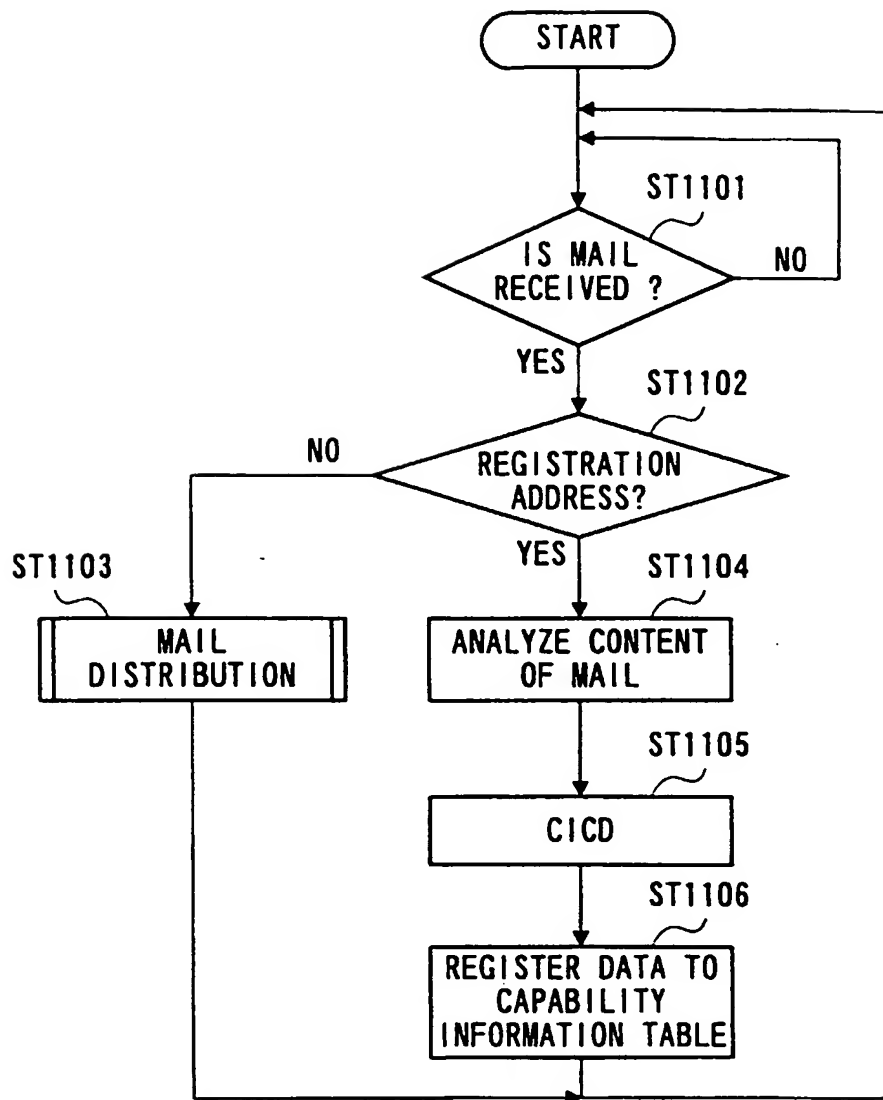 START
ST1101
IS MAIL
RECEIVED ?
NO
YES
ST1102
NO
REGISTRATION
ADDRESS?
YES
ST1103
ST1104
MAIL
DISTRIBUTION
ANALYZE CONTENT
OF MAIL
ST1105
CICD
ST1106
REGISTER DATA TO
CAPABILITY
INFORMATION TABLE